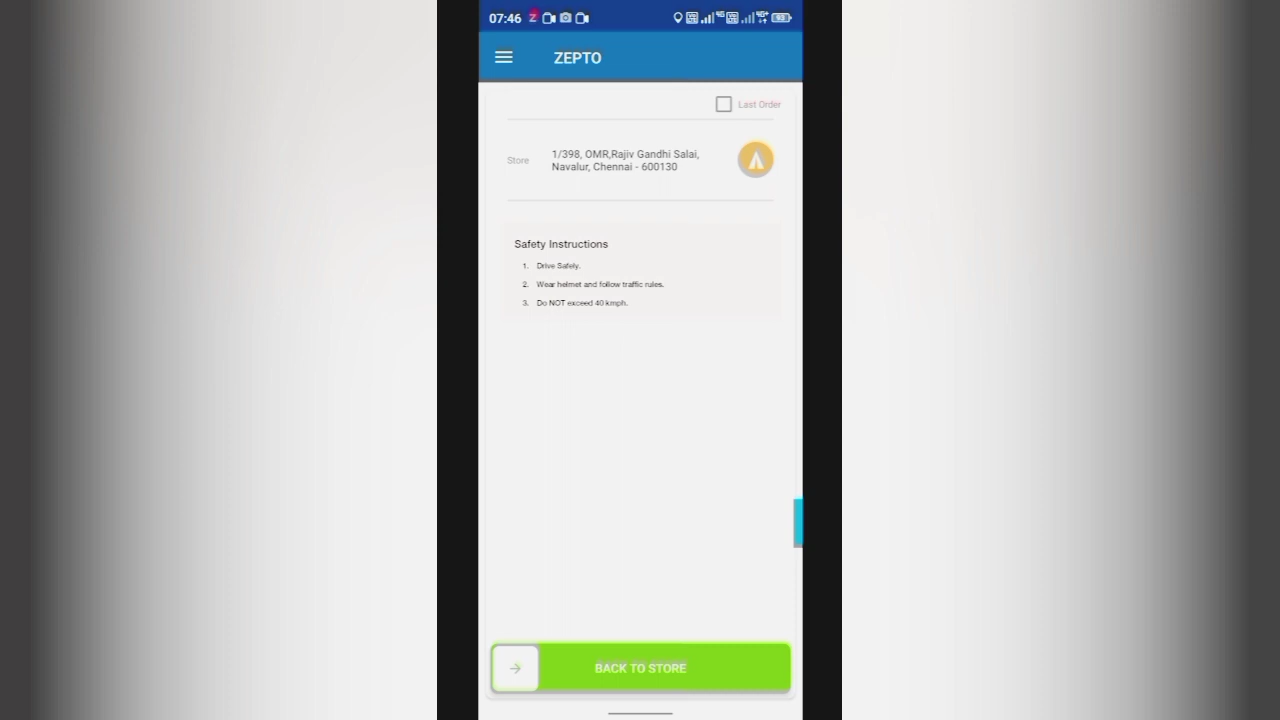 07:46
ZEPTO
Last Order
Store
1/398, OMR,Rajiv Gandhi Salai,
Navalur, Chennai - 600130
Safety Instructions
1. Drive Safely.
2. Wear helmet and follow traffic rules.
3. Do NOT exceed 40 kmph.
BACK TO STORE